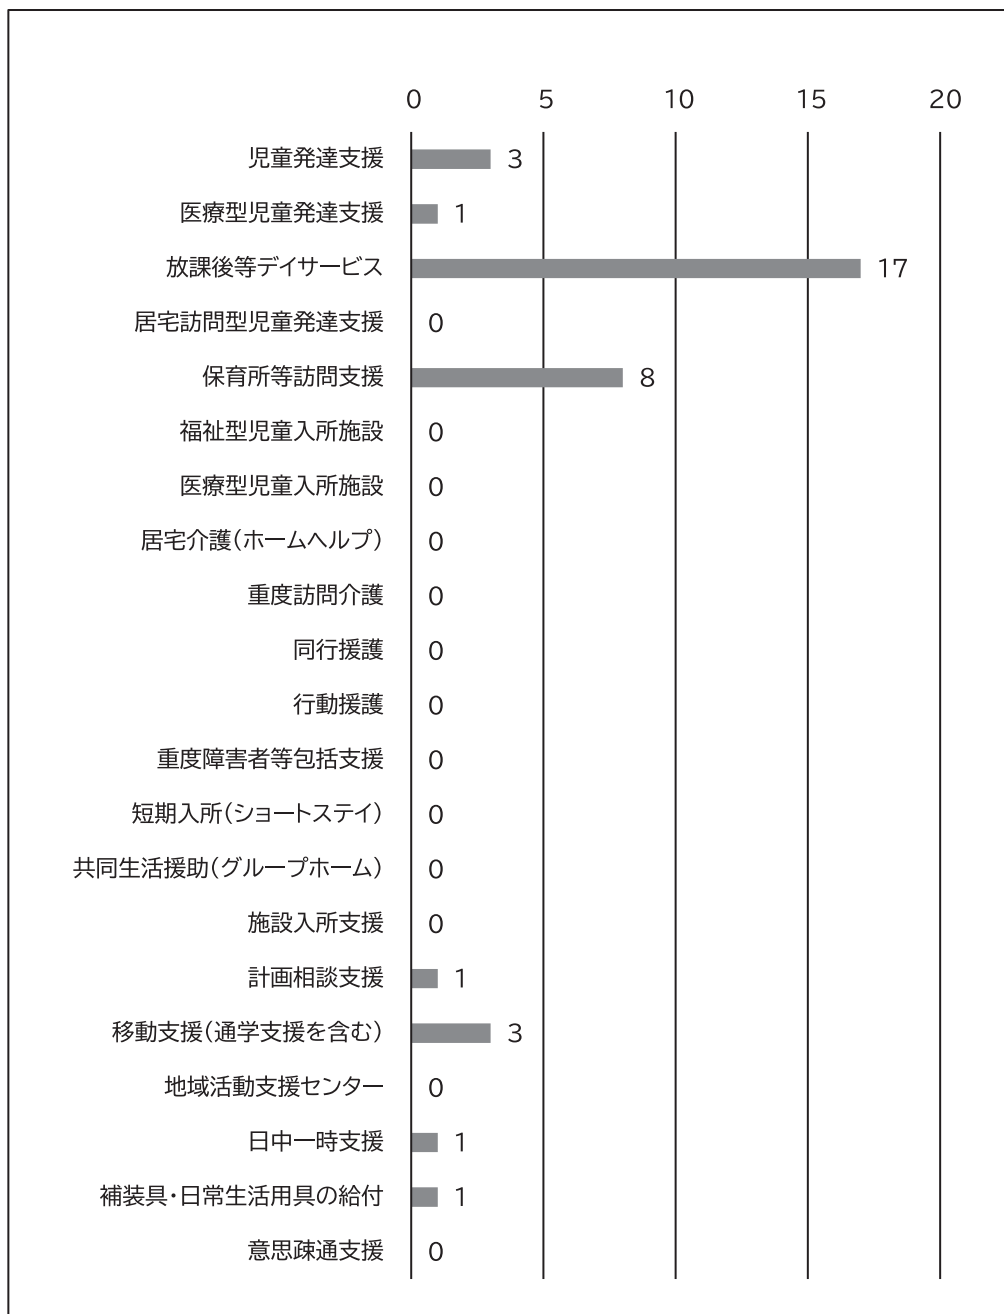 0 5 10 15 20
児童発達支援 3
医療型児童発達支援 1
放課後等デイサービス 17
居宅訪問型児童発達支援 0
保育所等訪問支援 8
福祉型児童入所施設 0
医療型児童入所施設 0
居宅介護(ホームヘルプ) 0
重度訪問介護 0
同行援護 0
行動援護 0
重度障害者等包括支援 0
短期入所(ショートステイ) 0
共同生活援助(グループホーム) 0
施設入所支援 0
計画相談支援 1
移動支援(通学支援を含む) 3
地域活動支援センター 0
日中一時支援 1
補装具・日常生活用具の給付 1
意思疎通支援 0